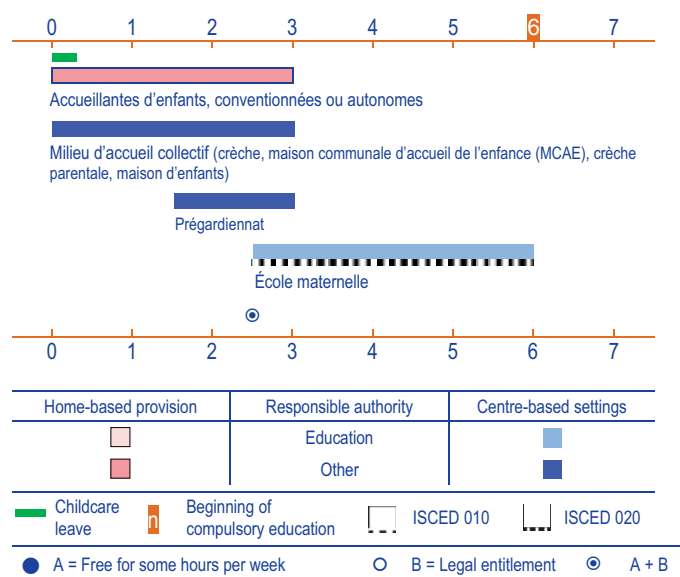 0 1 2 3 4 5 6 7
Accueillantes d'enfants, conventionnées ou autonomes
Milieu d'accueil collectif (crèche, maison communale d'accueil de l'enfance (MCAE), crèche
parentale, maison d'enfants)
Prégardiennat
École maternelle
0 1 2 3 4 5 6 7
Home-based provision Responsible authority Centre-based settings
Education
Other
Childcare
leave
n
Beginning of
compulsory education
ISCED 010
ISCED 020
A = Free for some hours per week
B = Legal entitlement
A + B